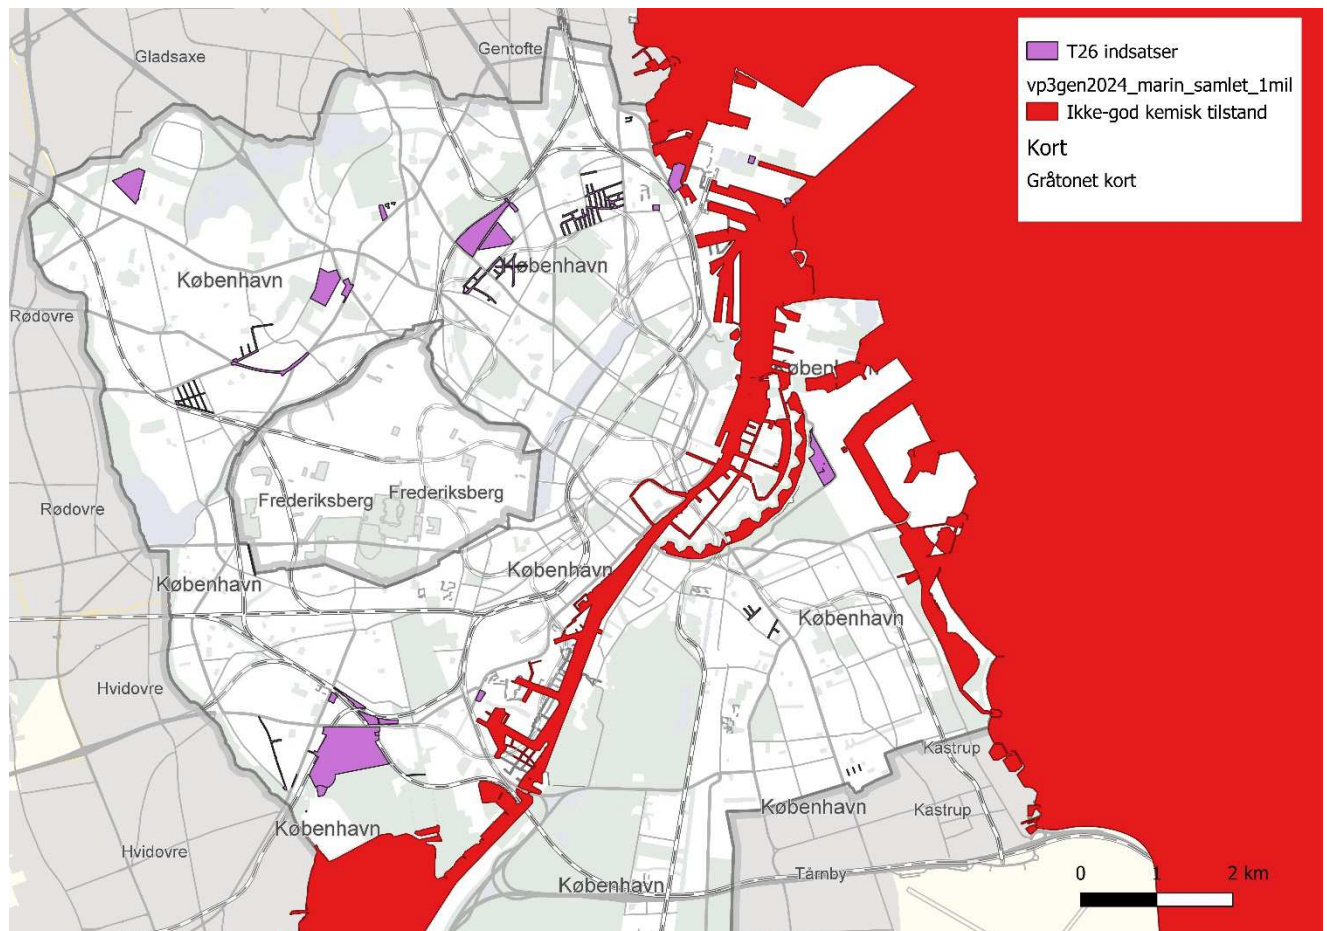 Gladsaxe
Gentofte
T26 indsatser
vp3gen2024_marin_samlet_1mil
Ikke-god kemisk tilstand
Kort
Gråtonet kort
København
København
Rødovre
Københ
Frederiksberg
Frederiksberg
Rødovre
København
København
København
Hvidovre
Kastrup
København
Kastrup
København
Hvidovre
Tårnby
København
0 1 2 km